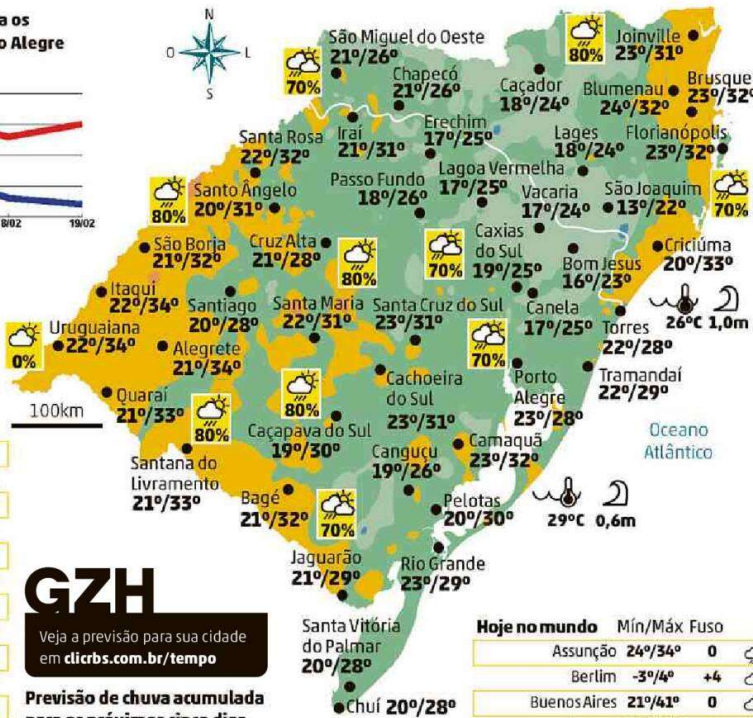 a os
o Alegre
8/02
19/02
N
O
L
S
70%
São Miguel do Oeste
21º/26º
Chapecó
21º/26º
Caçador
18º/24º
80%
Joinville
23º/31º
Blumenau
24º/32º
Brusque
23º/32º
Santa Rosa
22º/32º
Iraí
21º/31º
Erechim
17º/25º
Lages
18º/24º
Florianópolis
23º/32º
80%
Santo Ângelo
20º/31º
Passo Fundo
18º/26º
Lagoa Vermelha
17º/25º
Vacaria
17º/24º
São Joaquim
13º/22º
70%
São Borja
21º/32º
Cruz Alta
21º/28º
80%
70%
Caxias
do Sul
19º/25º
Bom Jesus
16º/23º
Criciúma
20º/33º
Itaqui
22º/34º
Santiago
20º/28º
Santa Maria
22º/31º
Santa Cruz do Sul
23º/31º
Canela
17º/25º
26ºC 1,0m
Torres
22º/28º
0%
Uruguaiana
22º/34º
Alegrete
21º/34º
70%
Porto
Alegre
23º/28º
Tramandaí
22º/29º
Quaraí
21º/33º
100km
80%
80%
Cachoeira
do Sul
23º/31º
Caçapava do Sul
19º/30º
Canguçu
19º/26º
Camaquã
23º/32º
Oceano
Atlântico
Santana do
Livramento
21º/33º
Bagé
21º/32º
70%
Pelotas
20º/30º
29ºC 0,6m
Jaguarão
21º/29º
Rio Grande
23º/29º
GZH
Veja a previsão para sua cidade
em clicrbs.com.br/tempo
Santa Vitória
do Palmar
20º/28º
Chuí 20º/28º
Previsão de chuva acumulada
Hoje no mundo Mín/Máx Fuso
Assunção 24º/34º 0
Berlim -3º/4º +4
Buenos Aires 21º/41º 0